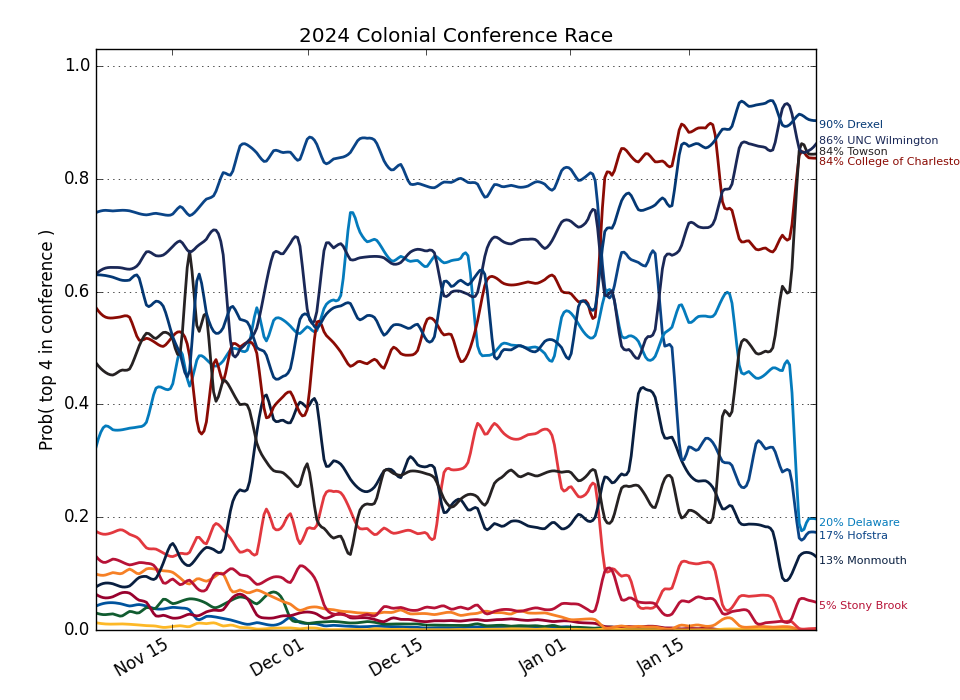 2024 Colonial Conference Race
Prob( top 4 in conference )
1.0
0.8
0.6
0.4
0.2
0.0
Nov 15
Dec 01
Dec 15
Jan 01
Jan 15
90% Drexel
86% UNC Wilmington
84% Towson
84% College of Charlesto
20% Delaware
17% Hofstra
13% Monmouth
5% Stony Brook